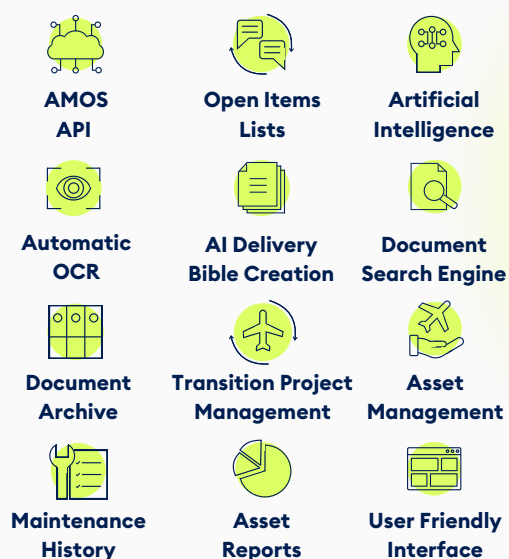 AMOS
API
Open Items
Lists
Artificial
Intelligence
Automatic
OCR
AI Delivery
Bible Creation
Document
Search Engine
Document
Archive
Transition Project
Management
Asset
Management
Maintenance
History
Asset
Reports
User Friendly
Interface